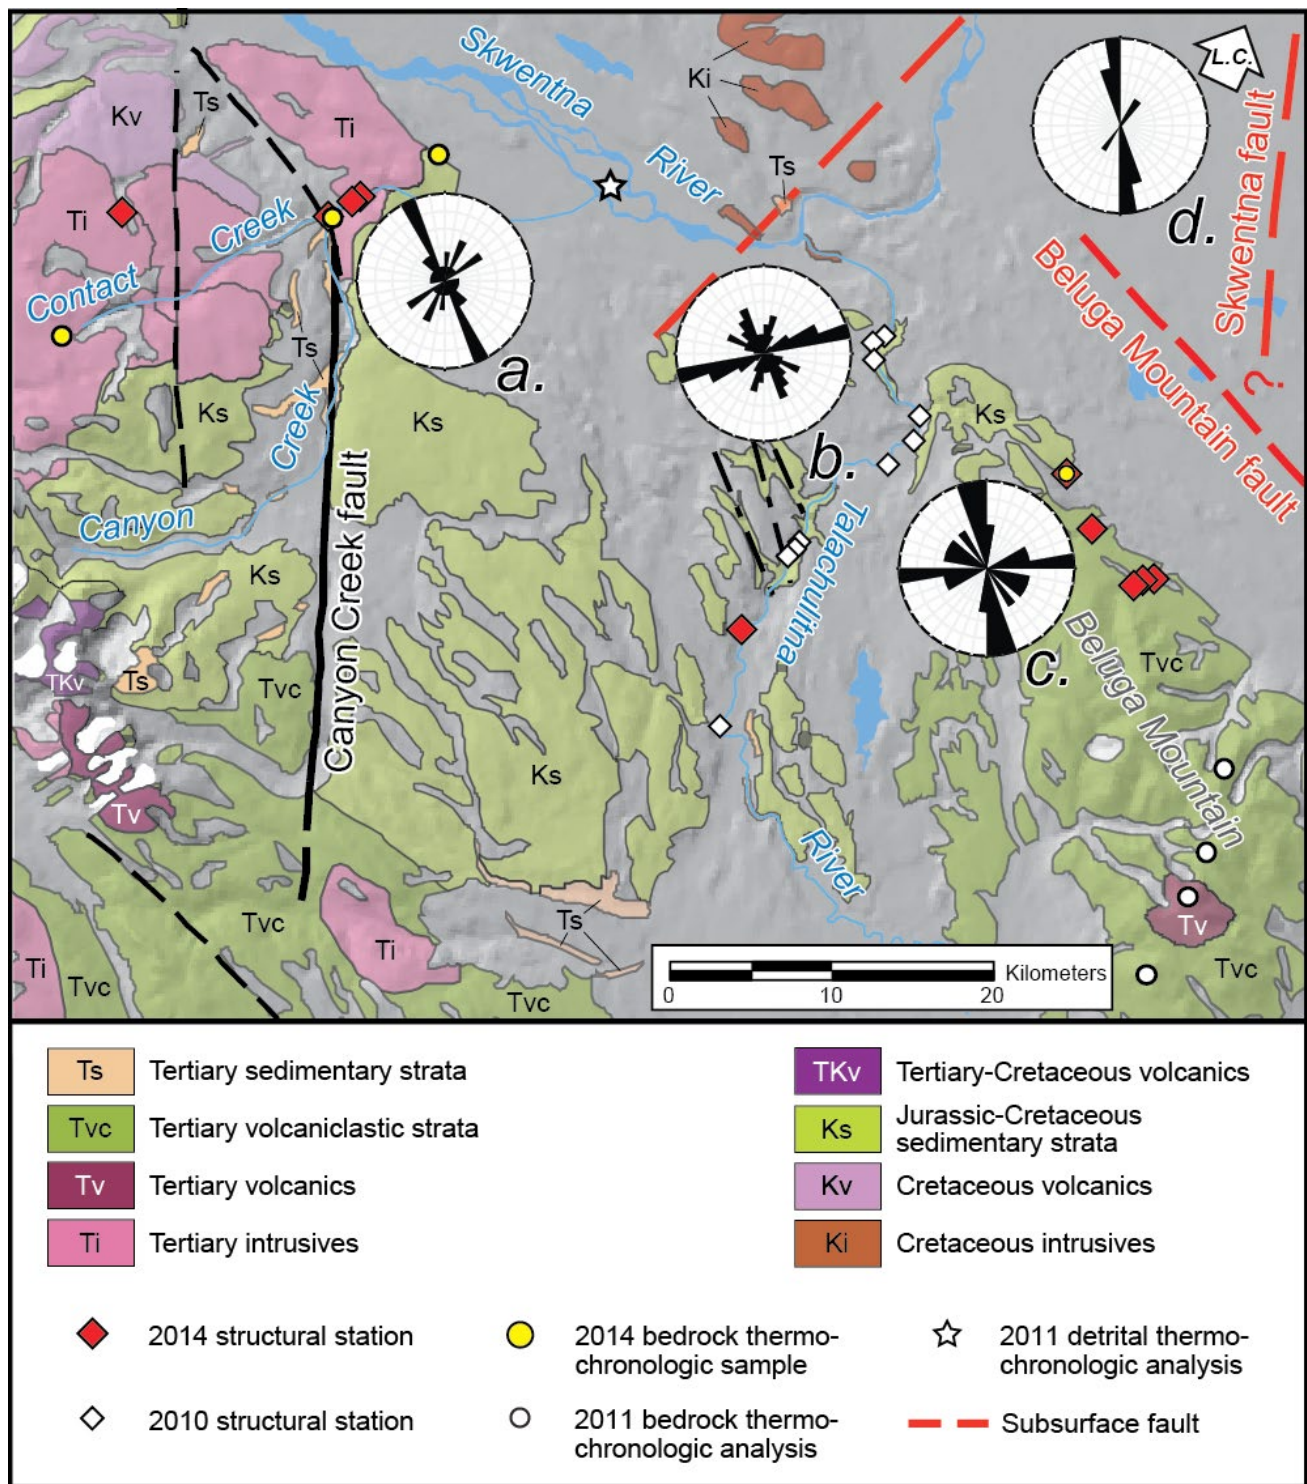 Skwentna
River
Ki
L.C.
Kv
Ts
Ti
Ts
Skwentna fault
d.
Ti
Creek
Contact
Beluga Mountain fault
?
a.
Ts
Ks
Creek
Ks
Ks
b.
Canyon
Canyon Creek fault
Talachulitna
Ks
c.
Beluga Mountain
Tvc
TKv
Ts
Tvc
Ks
Tv
River
Tvc
Ts
Tv
Ti
Ti
Tvc
Tvc
Tvc
Kilometers
0 10 20
Ts Tertiary sedimentary strata
Tvc Tertiary volcaniclastic strata
Tv Tertiary volcanics
Ti Tertiary intrusives
TKv Tertiary-Cretaceous volcanics
Ks Jurassic-Cretaceous
sedimentary strata
Kv Cretaceous volcanics
Ki Cretaceous intrusives
2014 structural station
2010 structural station
2014 bedrock thermo-
chronologic sample
2011 bedrock thermo-
chronologic analysis
2011 detrital thermo-
chronologic analysis
Subsurface fault